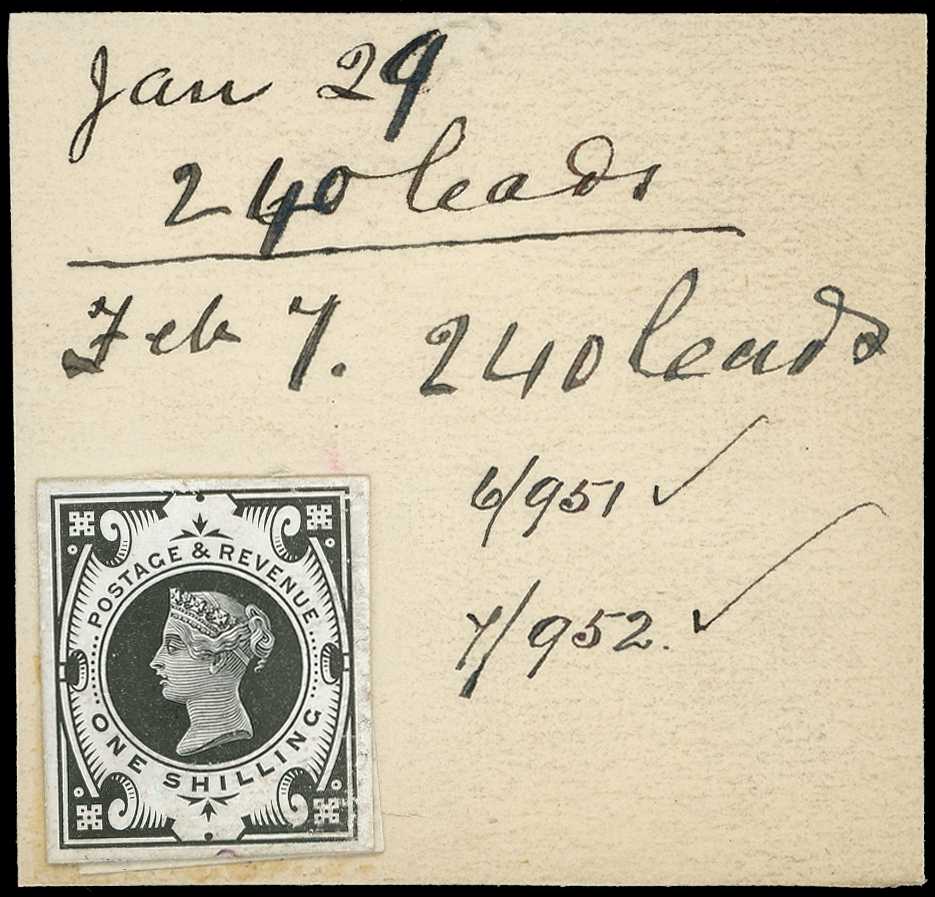 Jan 29
240 leads
Feb 7. 240 leads
6/951 ✓
7/952. ✓
POSTAGE & REVENUE
ONE SHILLING